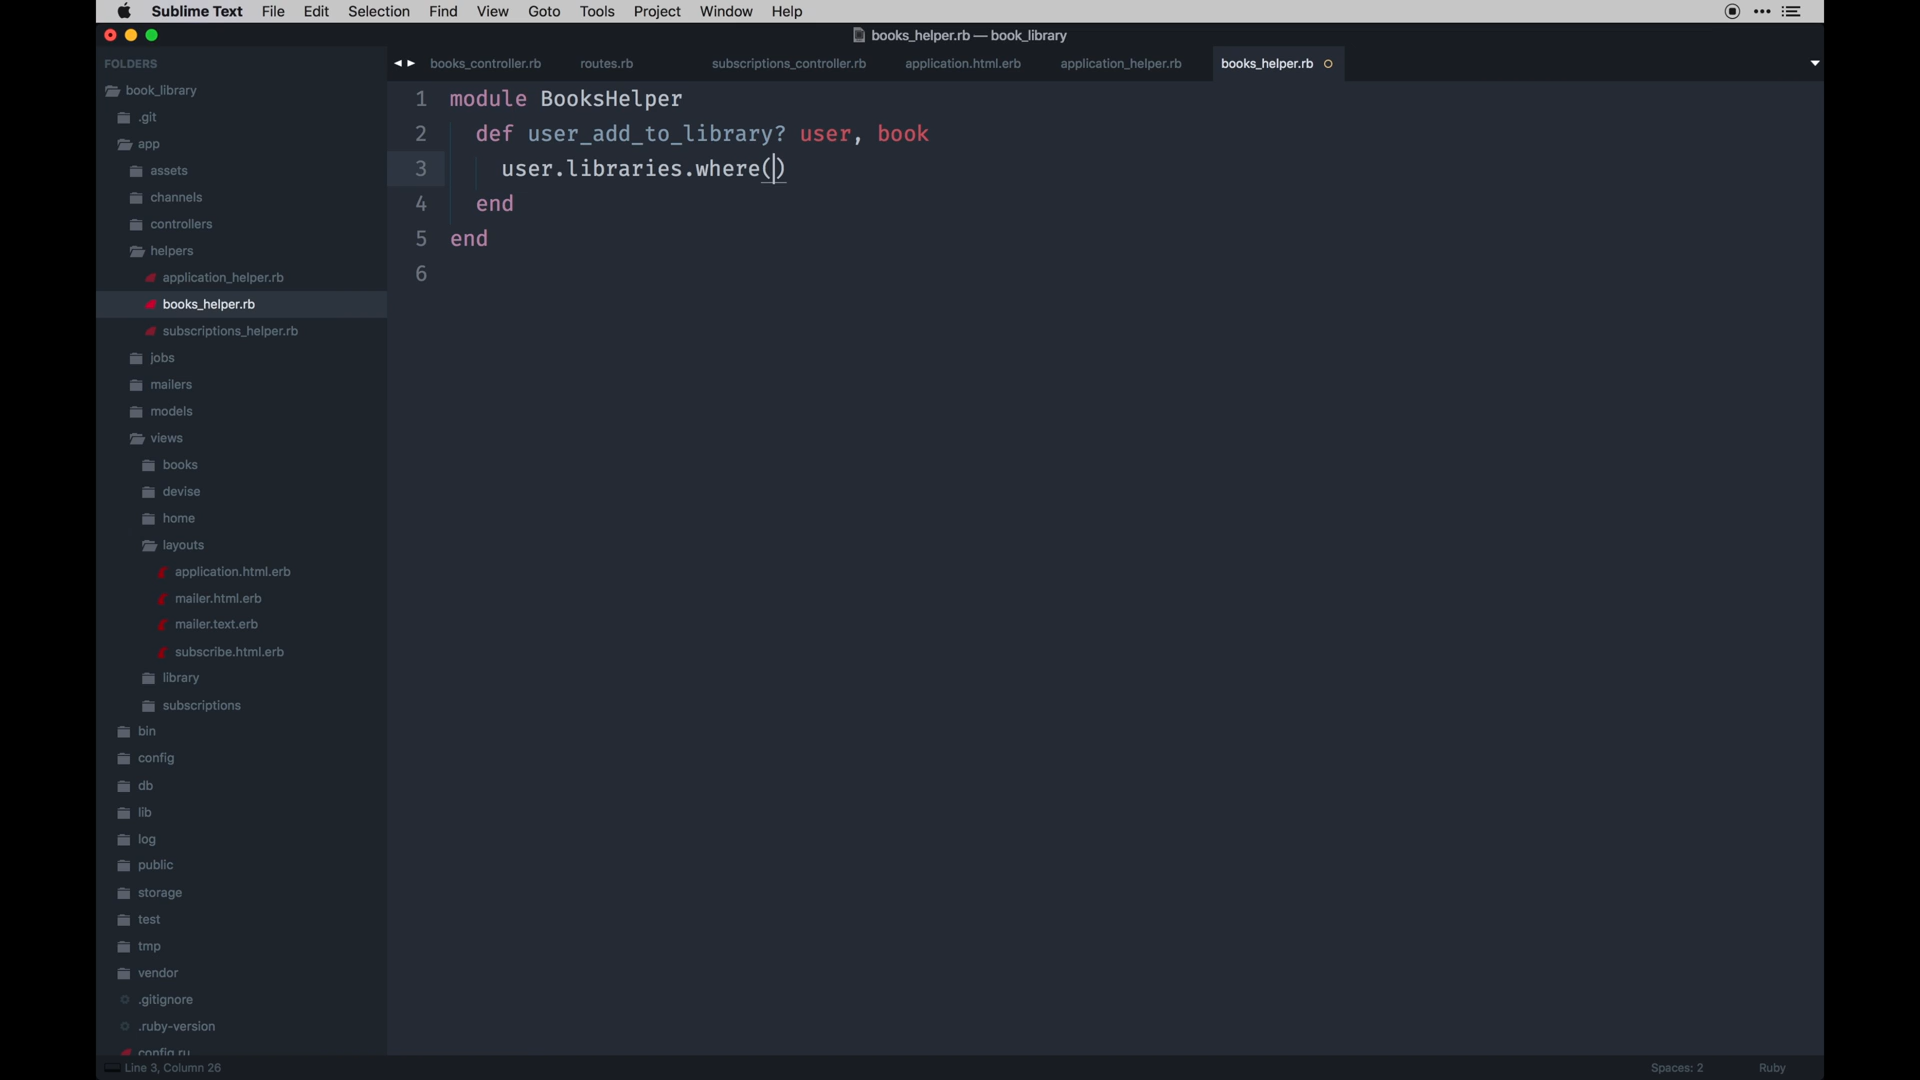 Sublime Text File Edit Selection Find View Goto Tools Project Window Help
books_helper.rb — book_library
FOLDERS
book_library
.git
app
assets
channels
controllers
helpers
application_helper.rb
books_helper.rb
subscriptions_helper.rb
jobs
mailers
models
views
books
devise
home
layouts
application.html.erb
mailer.html.erb
mailer.text.erb
subscribe.html.erb
library
subscriptions
bin
config
db
lib
log
public
storage
test
tmp
vendor
.gitignore
.ruby-version
config.ru
books_controller.rb routes.rb subscriptions_controller.rb application.html.erb application_helper.rb books_helper.rb
1 module BooksHelper
2 def user_add_to_library? user, book
3 user.libraries.where()
4 end
5 end
6
Line 3, Column 26 Spaces: 2 Ruby